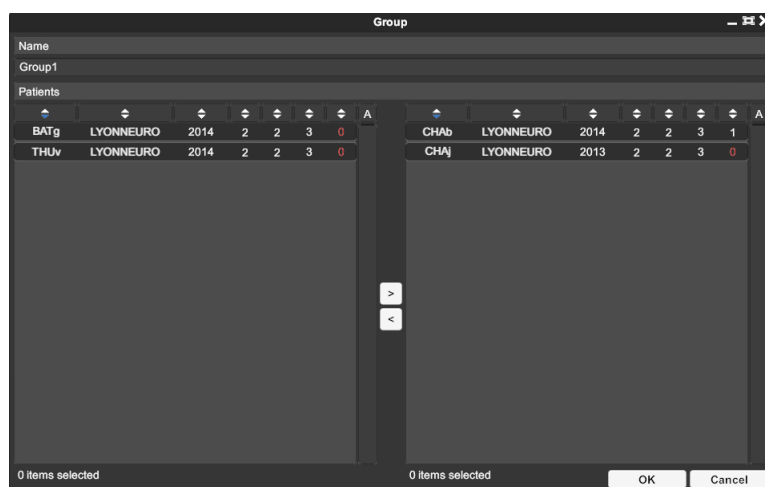 Group
Name
Group1
Patients
A
BATg LYONNEURO 2014 2 2 3 0
THUv LYONNEURO 2014 2 2 3 0
A
CHAb LYONNEURO 2014 2 2 3 1
CHAj LYONNEURO 2013 2 2 3 0
>
<
0 items selected
0 items selected
OK
Cancel